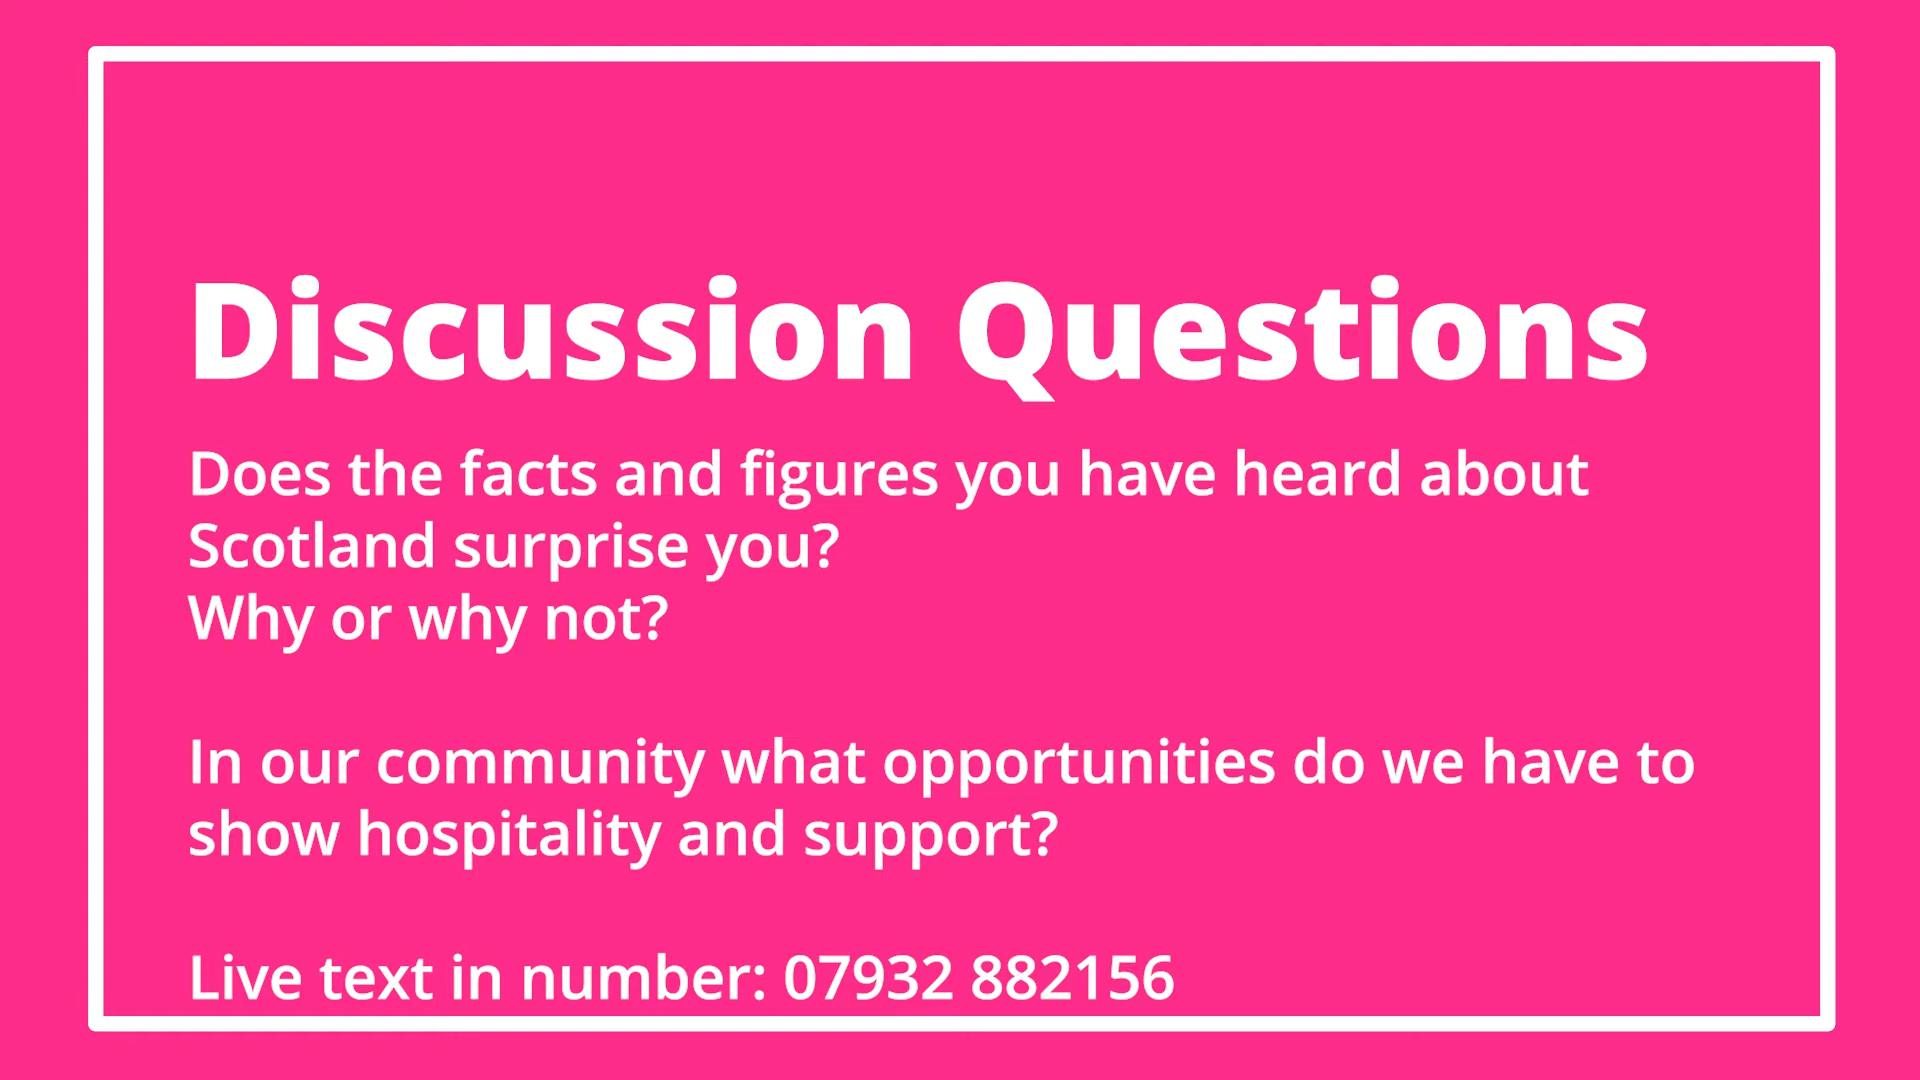 Discussion Questions
Does the facts and figures you have heard about
Scotland surprise you?
Why or why not?
In our community what opportunities do we have to
show hospitality and support?
Live text in number: 07932 882156